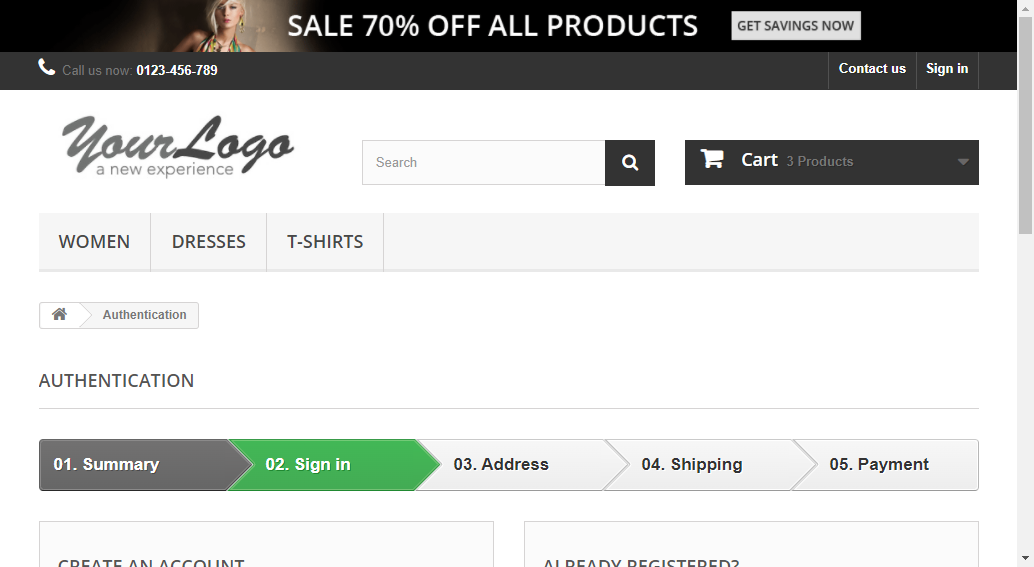 SALE 70% OFF ALL PRODUCTS GET SAVINGS NOW
Call us now: 0123-456-789 Contact us Sign in
YourLogo
a new experience
Search Cart 3 Products
WOMEN DRESSES T-SHIRTS
Authentication
AUTHENTICATION
01. Summary 02. Sign in 03. Address 04. Shipping 05. Payment
CREATE AN ACCOUNT ALREADY REGISTERED?